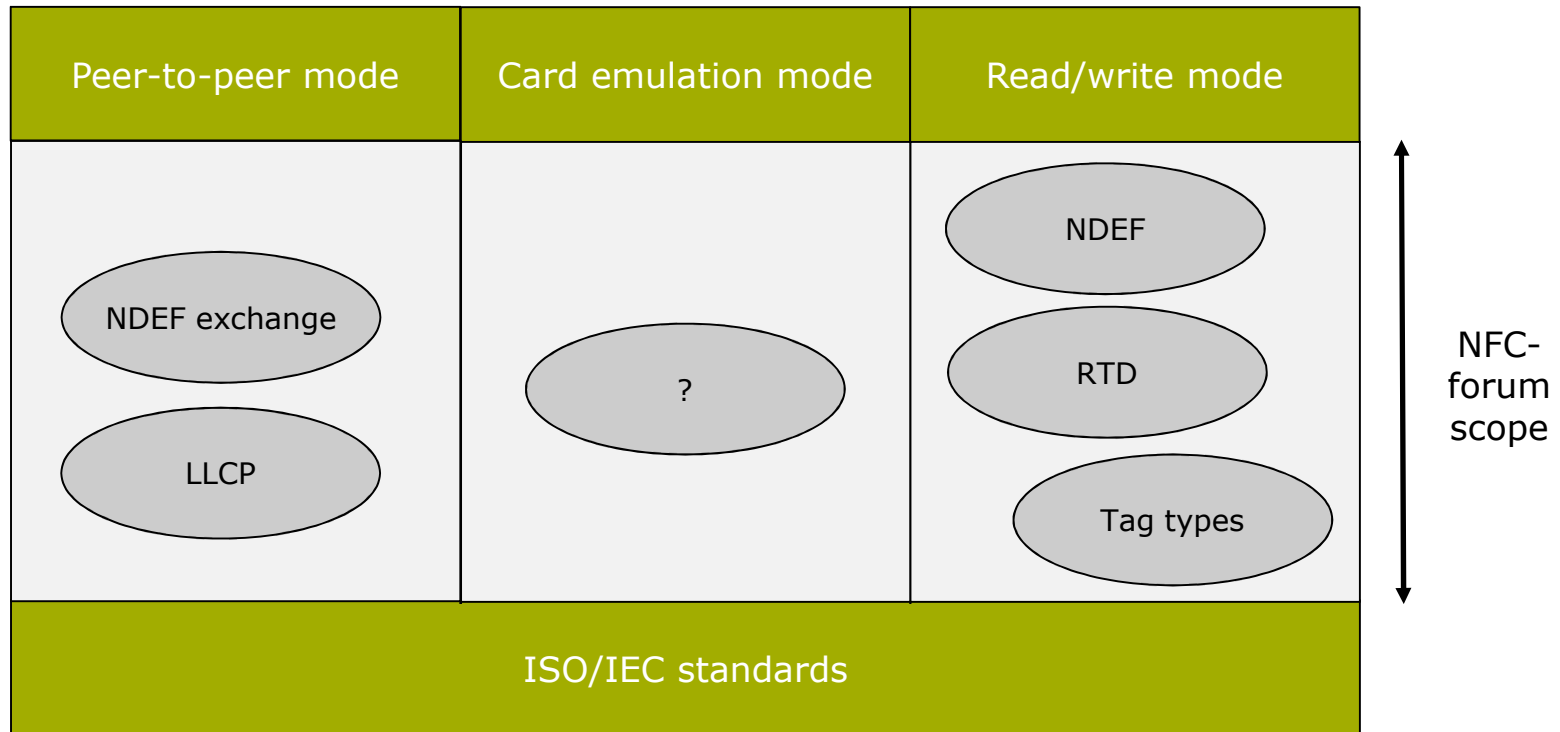 Peer-to-peer mode
Card emulation mode
Read/write mode
NDEF exchange
LLCP
?
NDEF
RTD
Tag types
NFC-
forum
scope
ISO/IEC standards